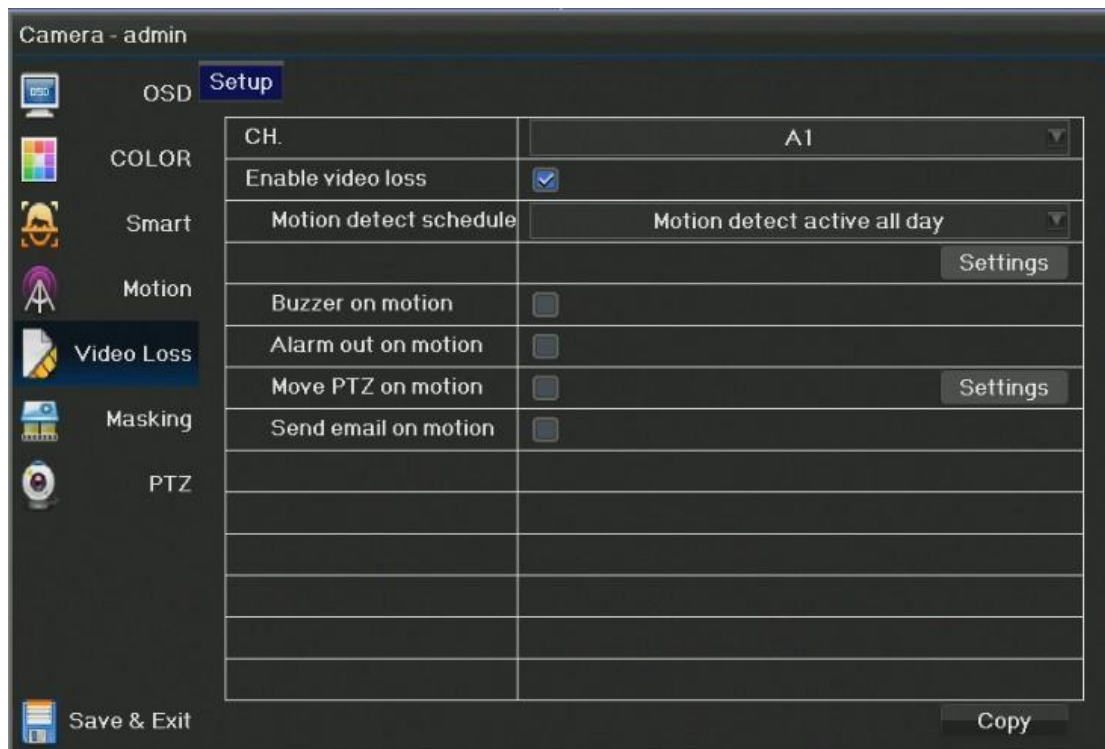 Camera - admin
OSD
Setup
COLOR
Smart
Motion
Video Loss
Masking
PTZ
CH. A1
Enable video loss
Motion detect schedule Motion detect active all day
Settings
Buzzer on motion
Alarm out on motion
Move PTZ on motion Settings
Send email on motion
Save & Exit
Copy